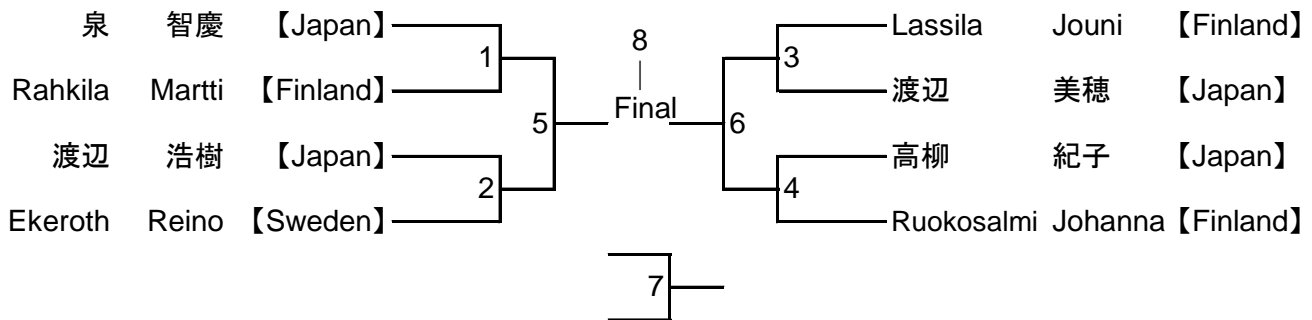 泉 智慶 【Japan】
1
Rahkila Martti 【Finland】
5
渡辺 浩樹 【Japan】
2
Ekeroth Reino 【Sweden】
8
Final
7
Lassila Jouni 【Finland】
3
渡辺 美穂 【Japan】
6
高柳 紀子 【Japan】
4
Ruokosalmi Johanna 【Finland】